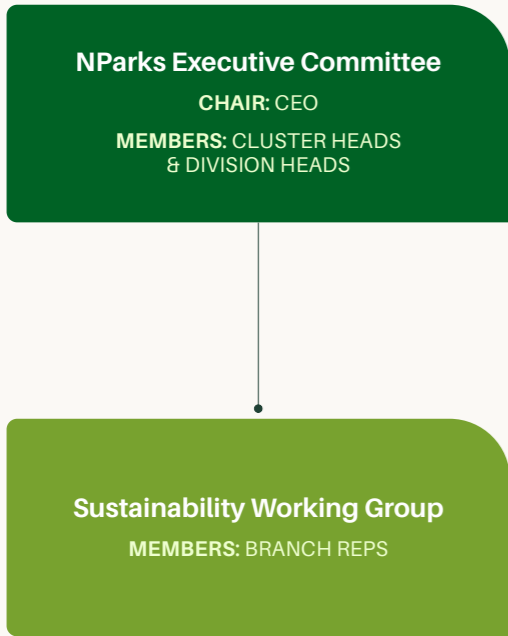 NParks Executive Committee
CHAIR: CEO
MEMBERS: CLUSTER HEADS
& DIVISION HEADS
Sustainability Working Group
MEMBERS: BRANCH REPS